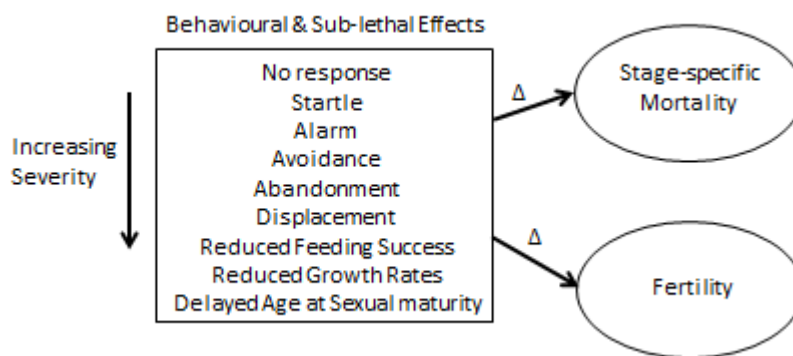 Behavioural & Sub-lethal Effects
No response
Startle
Alarm
Avoidance
Abandonment
Displacement
Reduced Feeding Success
Reduced Growth Rates
Delayed Age at Sexual maturity
Increasing
Severity
Δ
Stage-specific
Mortality
Δ
Fertility